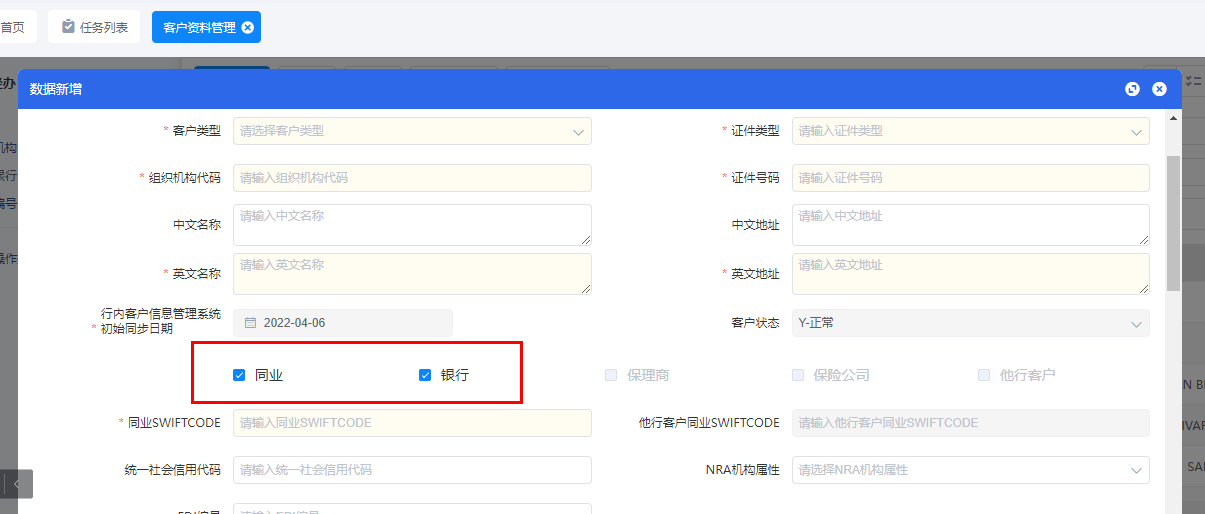 首页 任务列表 客户资料管理
数据新增
* 客户类型 请选择客户类型 * 证件类型 请输入证件类型
* 组织机构代码 请输入组织机构代码 * 证件号码 请输入证件号码
中文名称 请输入中文名称 中文地址 请输入中文地址
* 英文名称 请输入英文名称 * 英文地址 请输入英文地址
行内客户信息管理系统
* 初始同步日期 2022-04-06 客户状态 Y-正常
同业 银行 保理商 保险公司 他行客户
* 同业SWIFTCODE 请输入同业SWIFTCODE 他行客户同业SWIFTCODE 请输入他行客户同业SWIFTCODE
统一社会信用代码 请输入统一社会信用代码 NRA机构属性 请选择NRA机构属性